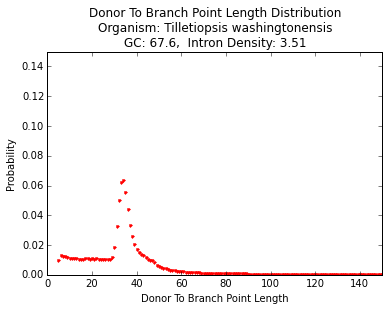 Donor To Branch Point Length Distribution
Organism: Tilletiopsis washingtonensis
GC: 67.6,  Intron Density: 3.51
0.14
0.12
0.10
0.08
0.06
0.04
0.02
0.00
Probability
0 20 40 60 80 100 120 140
Donor To Branch Point Length